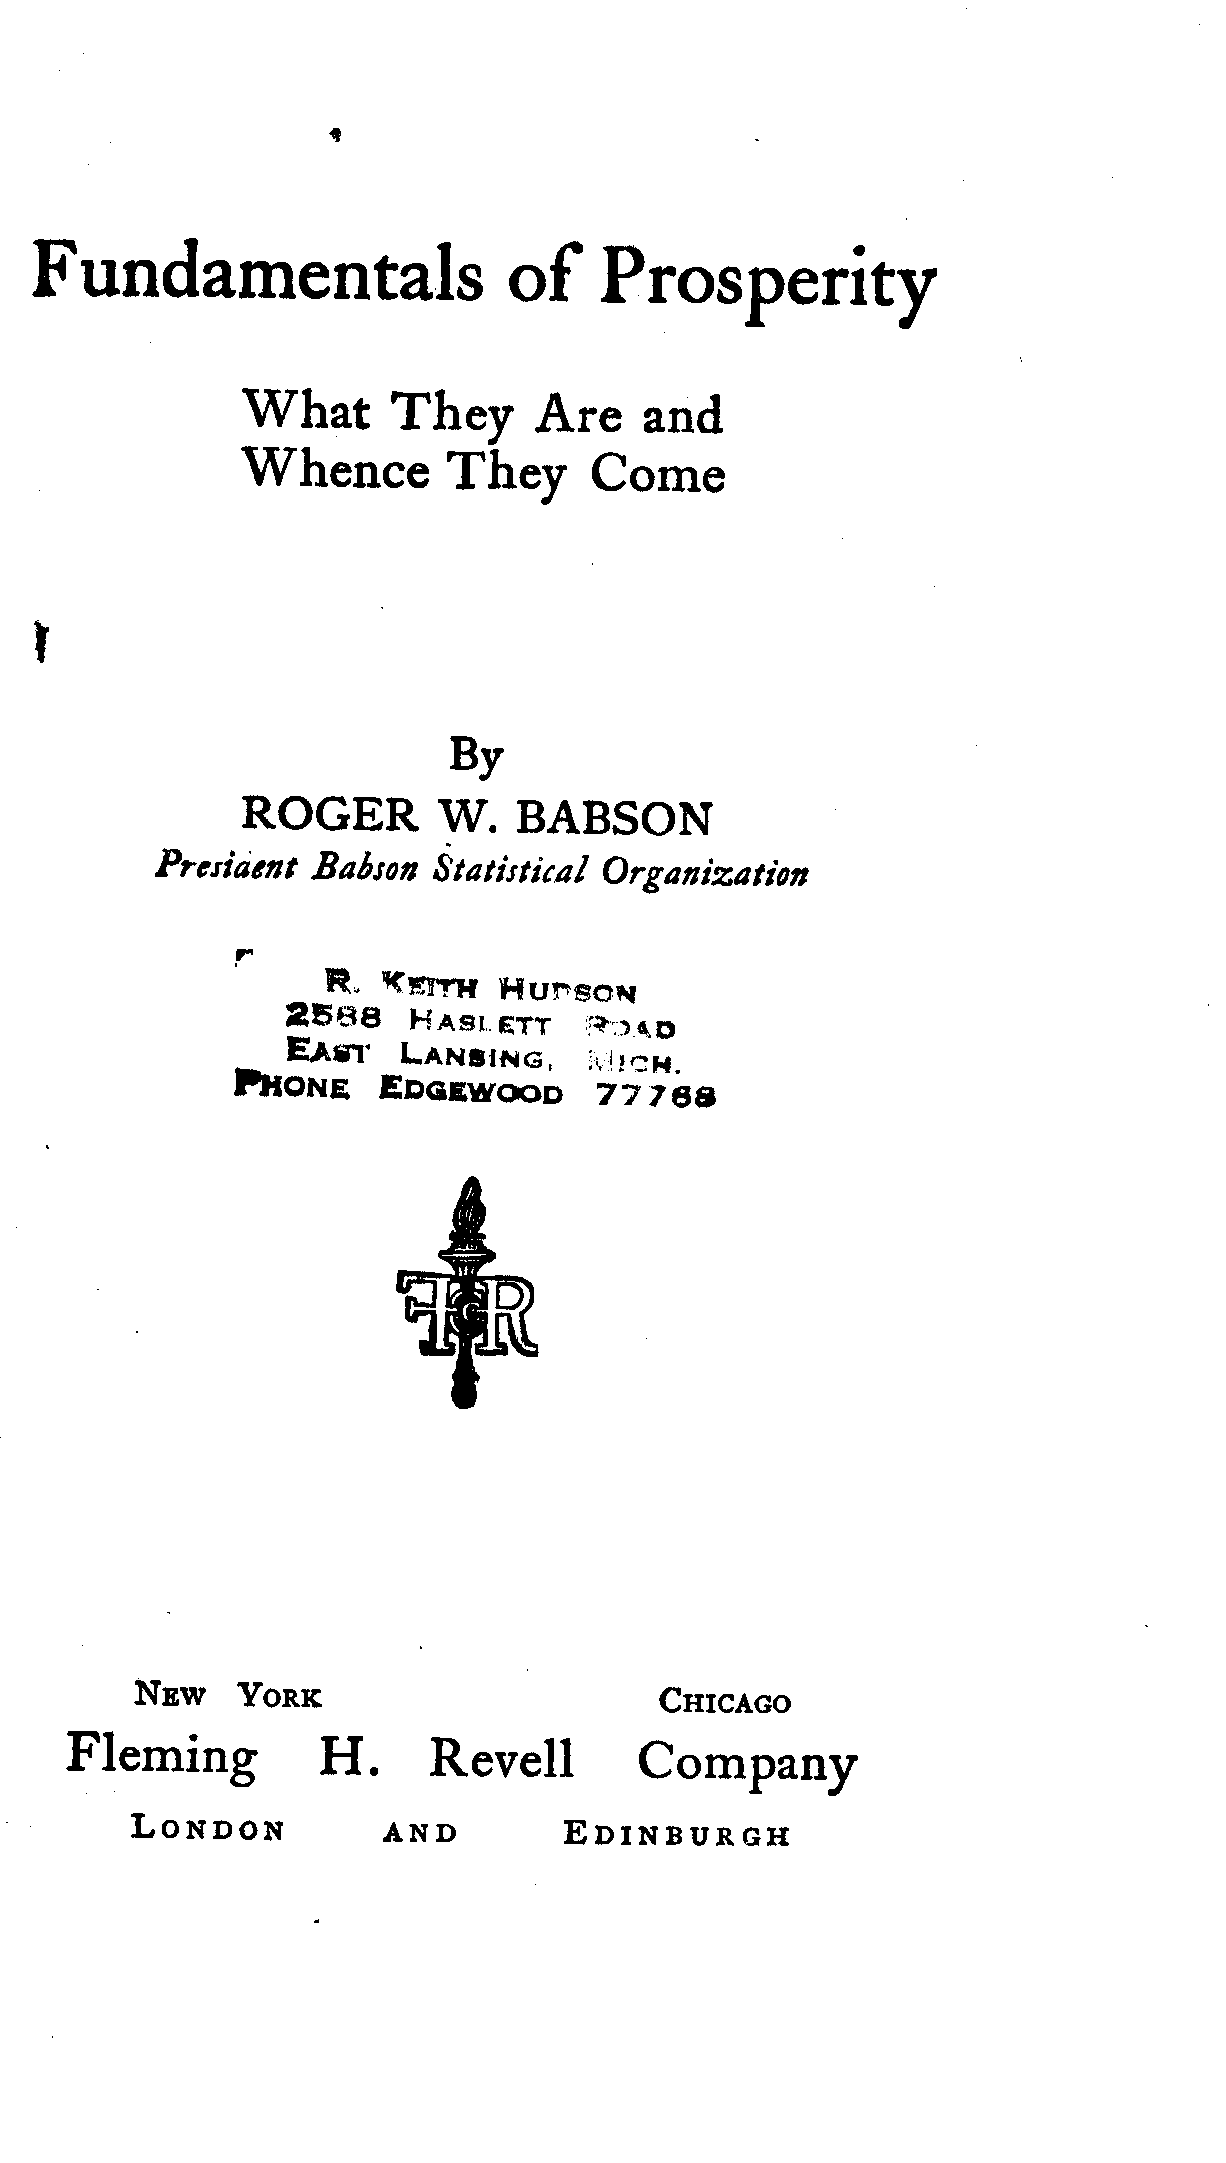 Fundamentals of Prosperity
What They Are and
Whence They Come
By
ROGER W. BABSON
President Babson Statistical Organization
R. KEITH HUDSON
2588 HASLETT ROAD
EAST LANSING, MICH.
PHONE EDGEWOOD 77768
FHR
NEW YORK CHICAGO
Fleming H. Revell Company
LONDON AND EDINBURGH